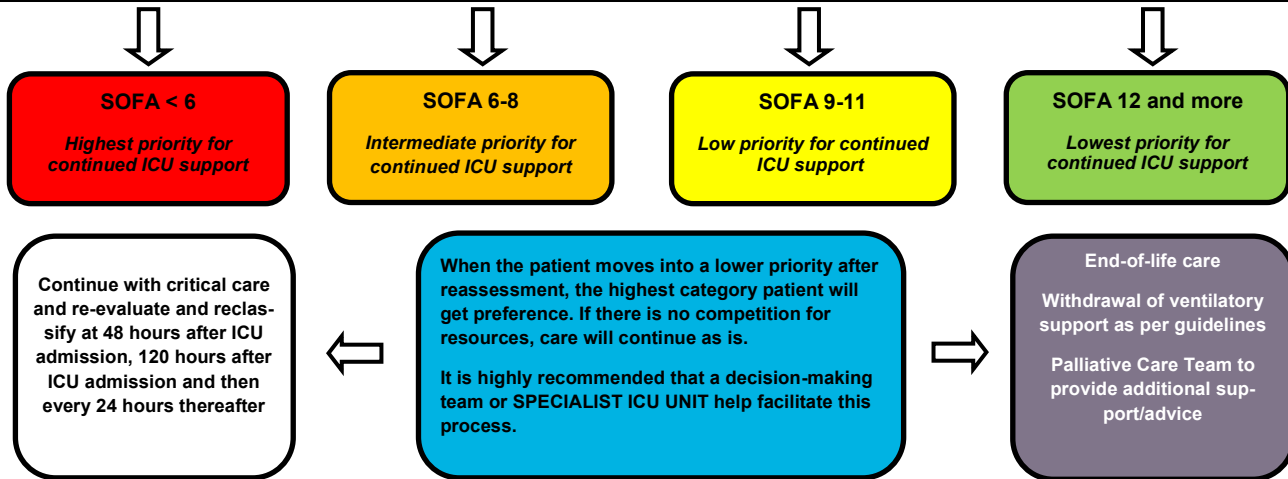 SOFA < 6
Highest priority for
continued ICU support
SOFA 6-8
Intermediate priority for
continued ICU support
SOFA 9-11
Low priority for continued
ICU support
SOFA 12 and more
Lowest priority for
continued ICU support
Continue with critical care
and re-evaluate and reclas-
sify at 48 hours after ICU
admission, 120 hours after
ICU admission and then
every 24 hours thereafter
When the patient moves into a lower priority after
reassessment, the highest category patient will
get preference. If there is no competition for
resources, care will continue as is.
It is highly recommended that a decision-making
team or SPECIALIST ICU UNIT help facilitate this
process.
End-of-life care
Withdrawal of ventilatory
support as per guidelines
Palliative Care Team to
provide additional sup-
port/advice